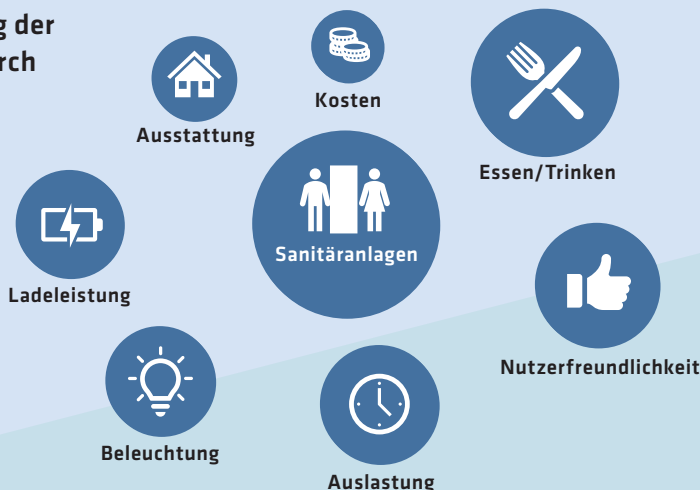 g der
rch
Kosten
Ausstattung
Essen/Trinken
Sanitäranlagen
Ladeleistung
Nutzerfreundlichkeit
Beleuchtung
Auslastung